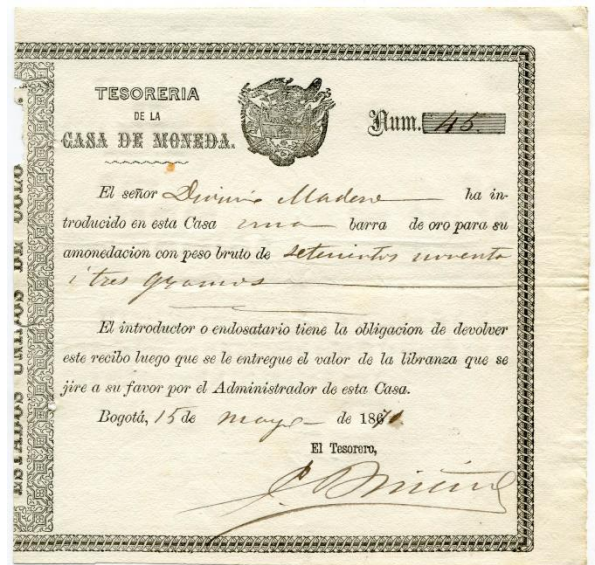 TESORERIA
DE LA
CASA DE MONEDA.
Num. 45.
El señor Madero ha in-
troducido en esta Casa una barra de oro para su
amonedacion con peso bruto de setecientos noventa
i tres gramos
El introductor o endosatario tiene la obligacion de devolver
este recibo luego que se le entregue el valor de la libranza que se
jire a su favor por el Administrador de esta Casa.
Bogotá, 15 de mayo de 1871.
El Tesorero,
ESTADOS UNIDOS DE COLO